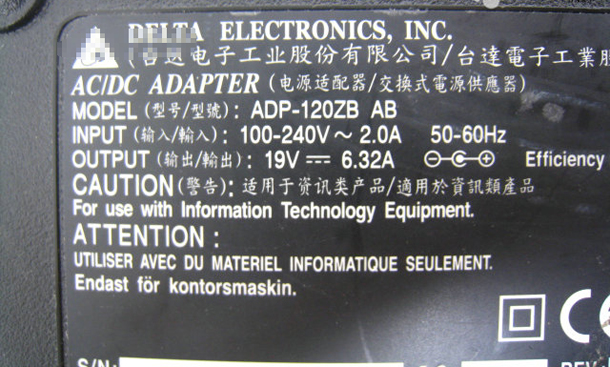 DELTA ELECTRONICS, INC.
电子工业股份有限公司/台達電子工業
AC/DC ADAPTER (电源适配器/交換式電源供應器)
MODEL (型号/型號): ADP-120ZB AB
INPUT (输入/輸入): 100-240V ~ 2.0A 50-60Hz
OUTPUT (输出/輸出): 19V ⎓ 6.32A Efficiency
CAUTION (警告): 适用于资讯类产品/適用於資訊類產品
For use with Information Technology Equipment.
ATTENTION :
UTILISER AVEC DU MATERIEL INFORMATIQUE SEULEMENT.
Endast för kontorsmaskin.
CE
S/N:
REV